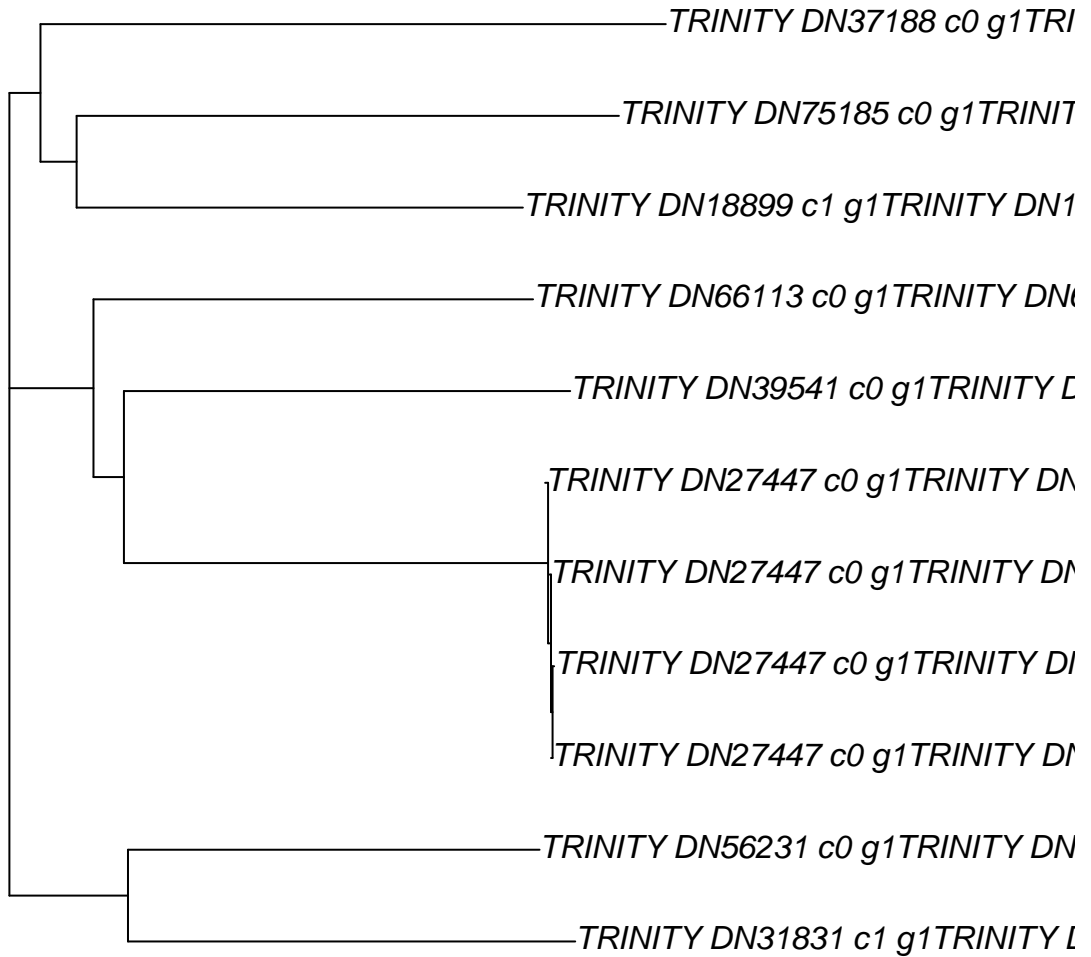 TRINITY DN37188 c0 g1TRI
TRINITY DN75185 c0 g1TRINIT
TRINITY DN18899 c1 g1TRINITY DN1
TRINITY DN66113 c0 g1TRINITY DN6
TRINITY DN39541 c0 g1TRINITY D
TRINITY DN27447 c0 g1TRINITY DN
TRINITY DN27447 c0 g1TRINITY DN
TRINITY DN27447 c0 g1TRINITY DN
TRINITY DN27447 c0 g1TRINITY DN
TRINITY DN56231 c0 g1TRINITY DN
TRINITY DN31831 c1 g1TRINITY D